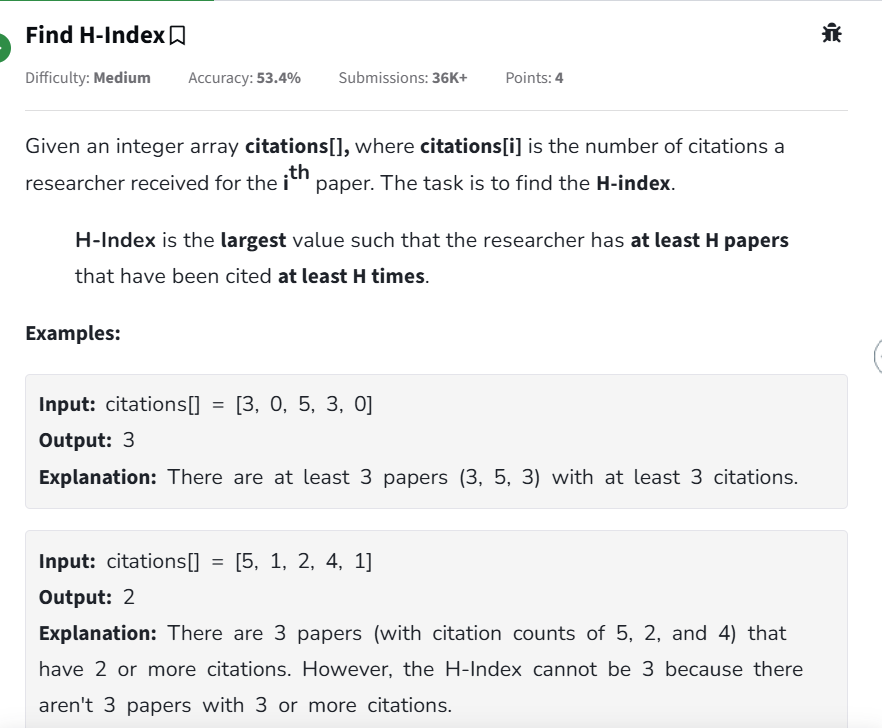 Find H-Index
Difficulty: Medium Accuracy: 53.4% Submissions: 36K+ Points: 4
Given an integer array citations[], where citations[i] is the number of citations a
researcher received for the ith paper. The task is to find the H-index.
H-Index is the largest value such that the researcher has at least H papers
that have been cited at least H times.
Examples:
Input: citations[] = [3, 0, 5, 3, 0]
Output: 3
Explanation: There are at least 3 papers (3, 5, 3) with at least 3 citations.
Input: citations[] = [5, 1, 2, 4, 1]
Output: 2
Explanation: There are 3 papers (with citation counts of 5, 2, and 4) that
have 2 or more citations. However, the H-Index cannot be 3 because there
aren't 3 papers with 3 or more citations.